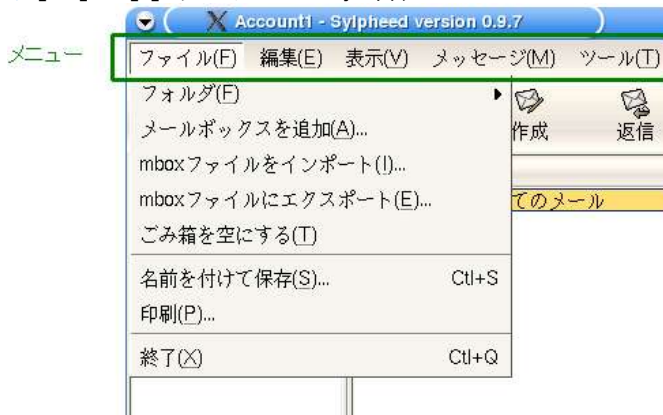 Account1 - Sylpheed version 0.9.7
メニュー
ファイル(F) 編集(E) 表示(V) メッセージ(M) ツール(T)
フォルダ(F)
作成 返信
メールボックスを追加(A)...
mboxファイルをインポート(I)...
mboxファイルにエクスポート(E)...
てのメール
ごみ箱を空にする(T)
名前を付けて保存(S)... Ctl+S
印刷(P)...
終了(X) Ctl+Q